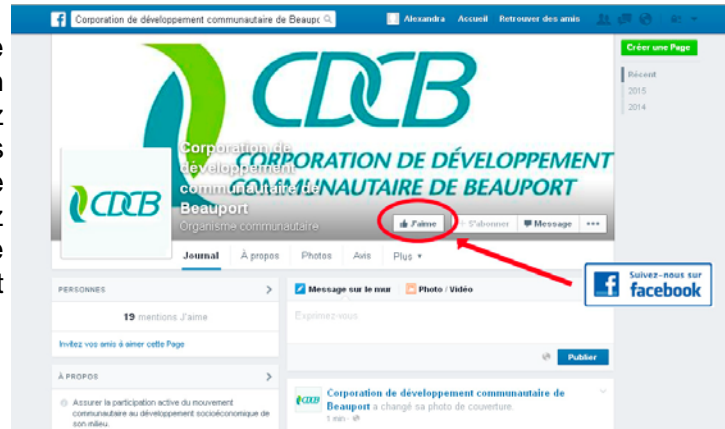 e
n
z
s
e
z
e
t
Corporation de développement communautaire de Beaupo
Alexandra Accueil Retrouver des amis
Créer une Page
Récent
2015
2014
CDCB
CORPORATION DE DÉVELOPPEMENT
COMMUNAUTAIRE DE BEAUPORT
CDCB
Corporation de
développement
communautaire de
Beauport
Organisme communautaire
J'aime
S'abonner
Message
Journal
À propos
Photos
Avis
Plus
Suivez-nous sur
facebook
PERSONNES
19 mentions J'aime
Invitez vos amis à aimer cette Page
À PROPOS
Assurer la participation active du mouvement
communautaire au développement socioéconomique de
son milieu.
Message sur le mur
Photo / Vidéo
Exprimez-vous
Publier
CDCB
Corporation de développement communautaire de
Beauport a changé sa photo de couverture.
1 min